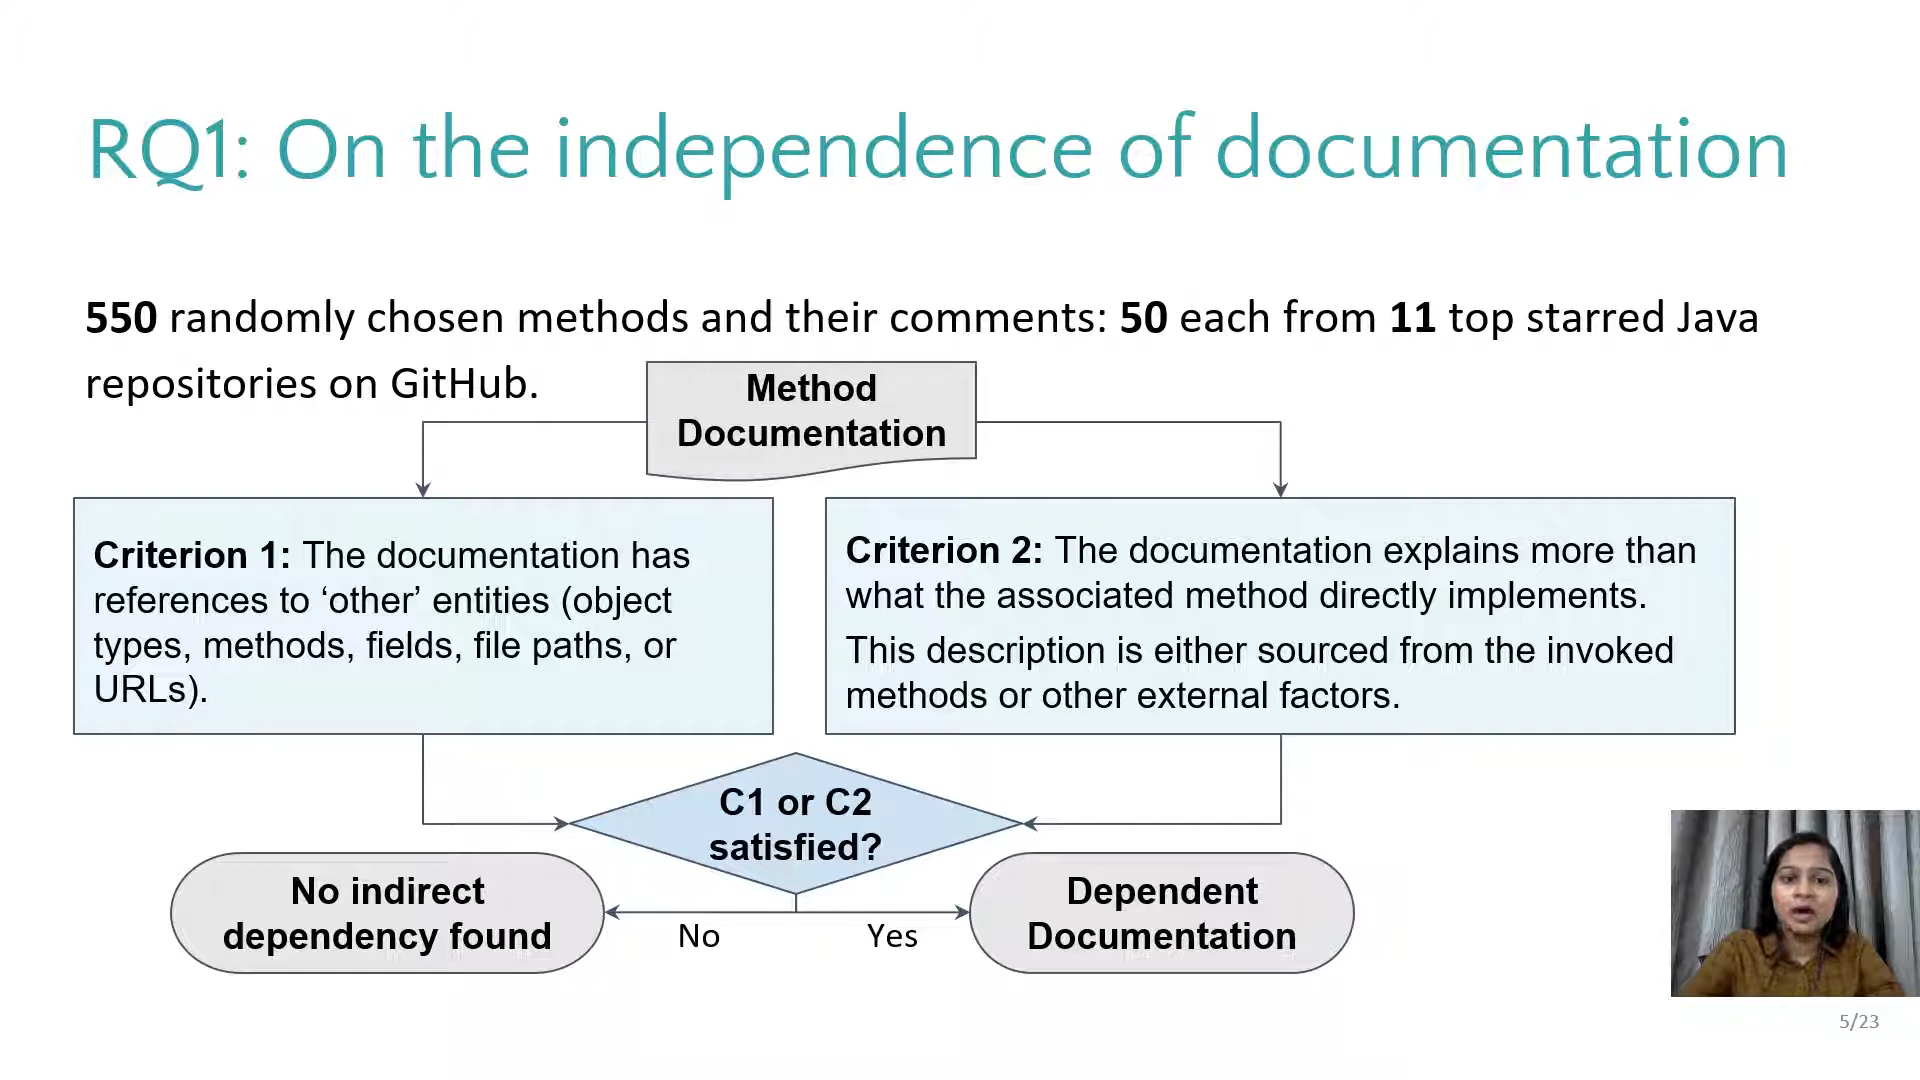 RQ1: On the independence of documentation
550 randomly chosen methods and their comments: 50 each from 11 top starred Java
repositories on GitHub.
Method
Documentation
Criterion 1: The documentation has
references to ‘other’ entities (object
types, methods, fields, file paths, or
URLs).
Criterion 2: The documentation explains more than
what the associated method directly implements.
This description is either sourced from the invoked
methods or other external factors.
C1 or C2
satisfied?
No indirect
dependency found
No
Yes
Dependent
Documentation
5/23